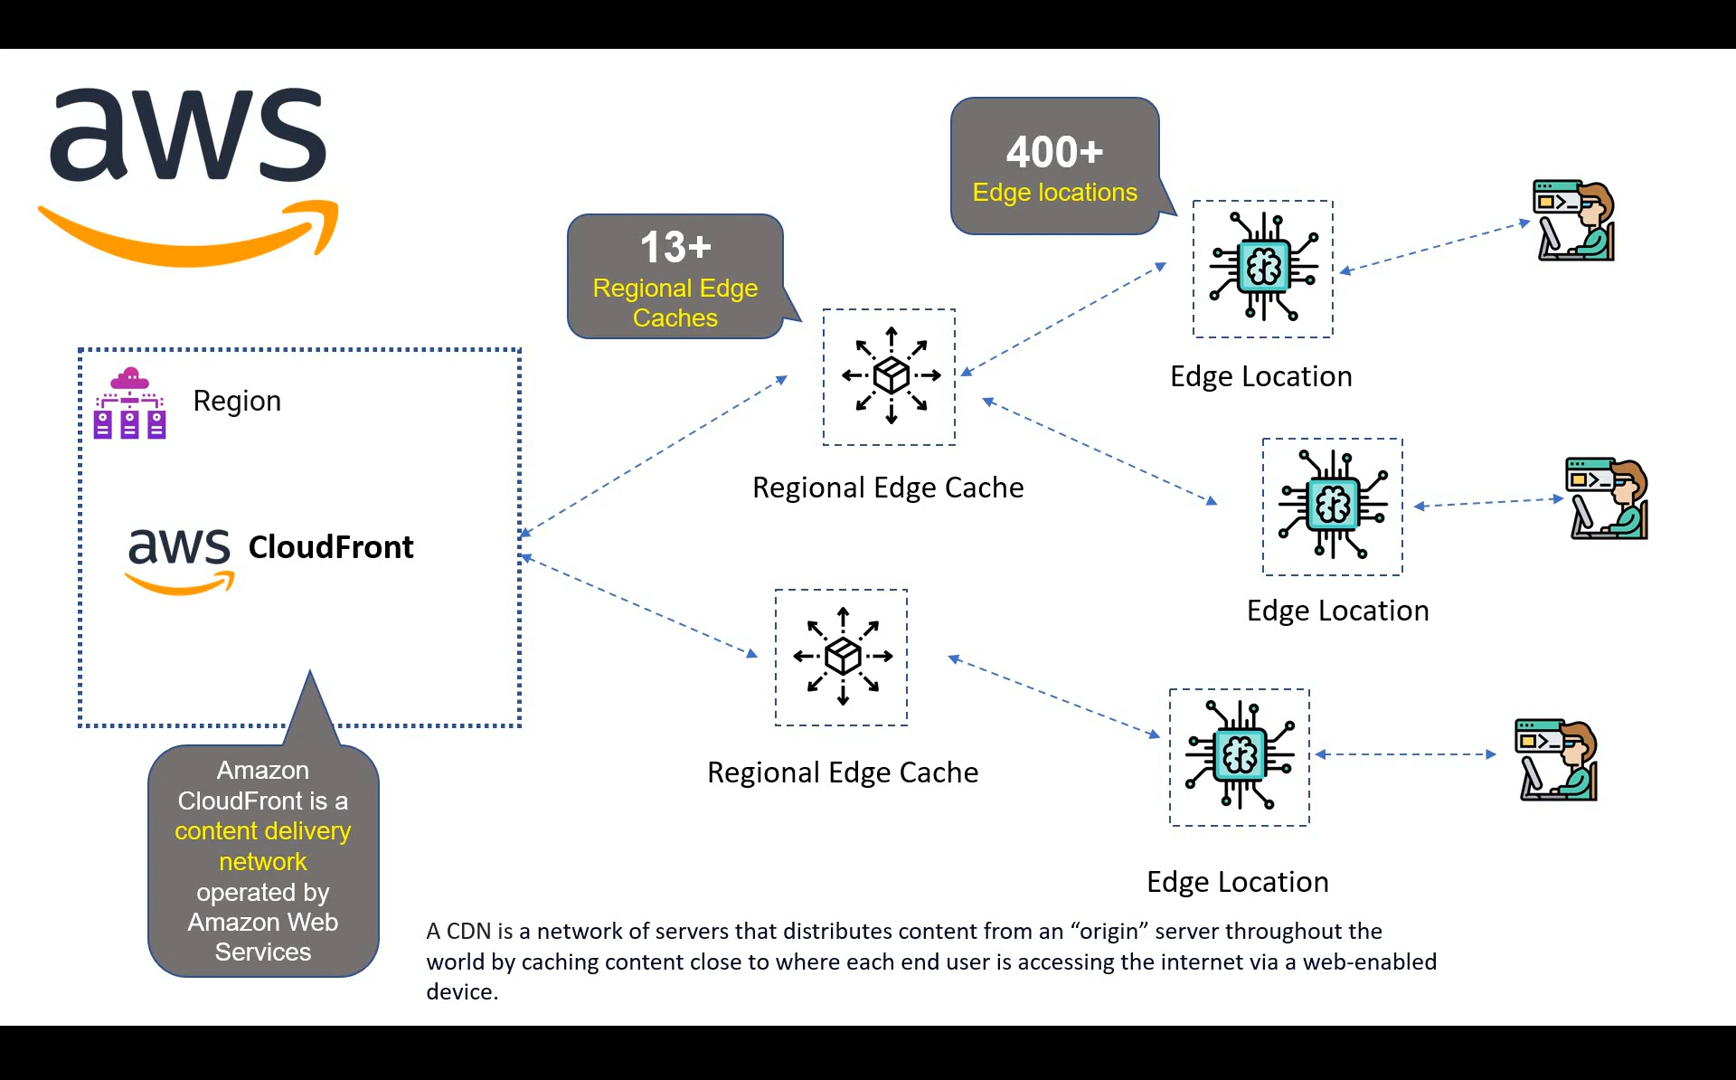 aws
400+
Edge locations
13+
Regional Edge
Caches
Region
Edge Location
Regional Edge Cache
aws CloudFront
Edge Location
Regional Edge Cache
Amazon
CloudFront is a
content delivery
network
operated by
Amazon Web
Services
Edge Location
A CDN is a network of servers that distributes content from an “origin” server throughout the
world by caching content close to where each end user is accessing the internet via a web-enabled
device.